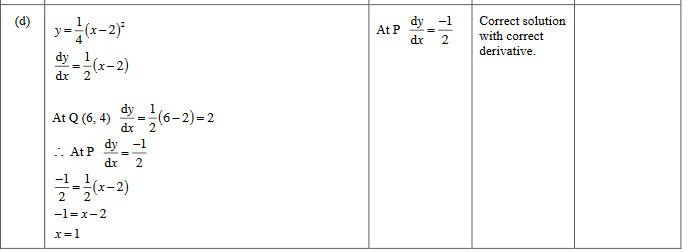 (d)
y = 1/4 (x − 2)²
dy/dx = 1/2 (x − 2)
At Q (6, 4) dy/dx = 1/2 (6 − 2) = 2
∴ At P dy/dx = −1/2
−1/2 = 1/2 (x − 2)
−1 = x − 2
x = 1
At P dy/dx = −1/2
Correct solution
with correct
derivative.